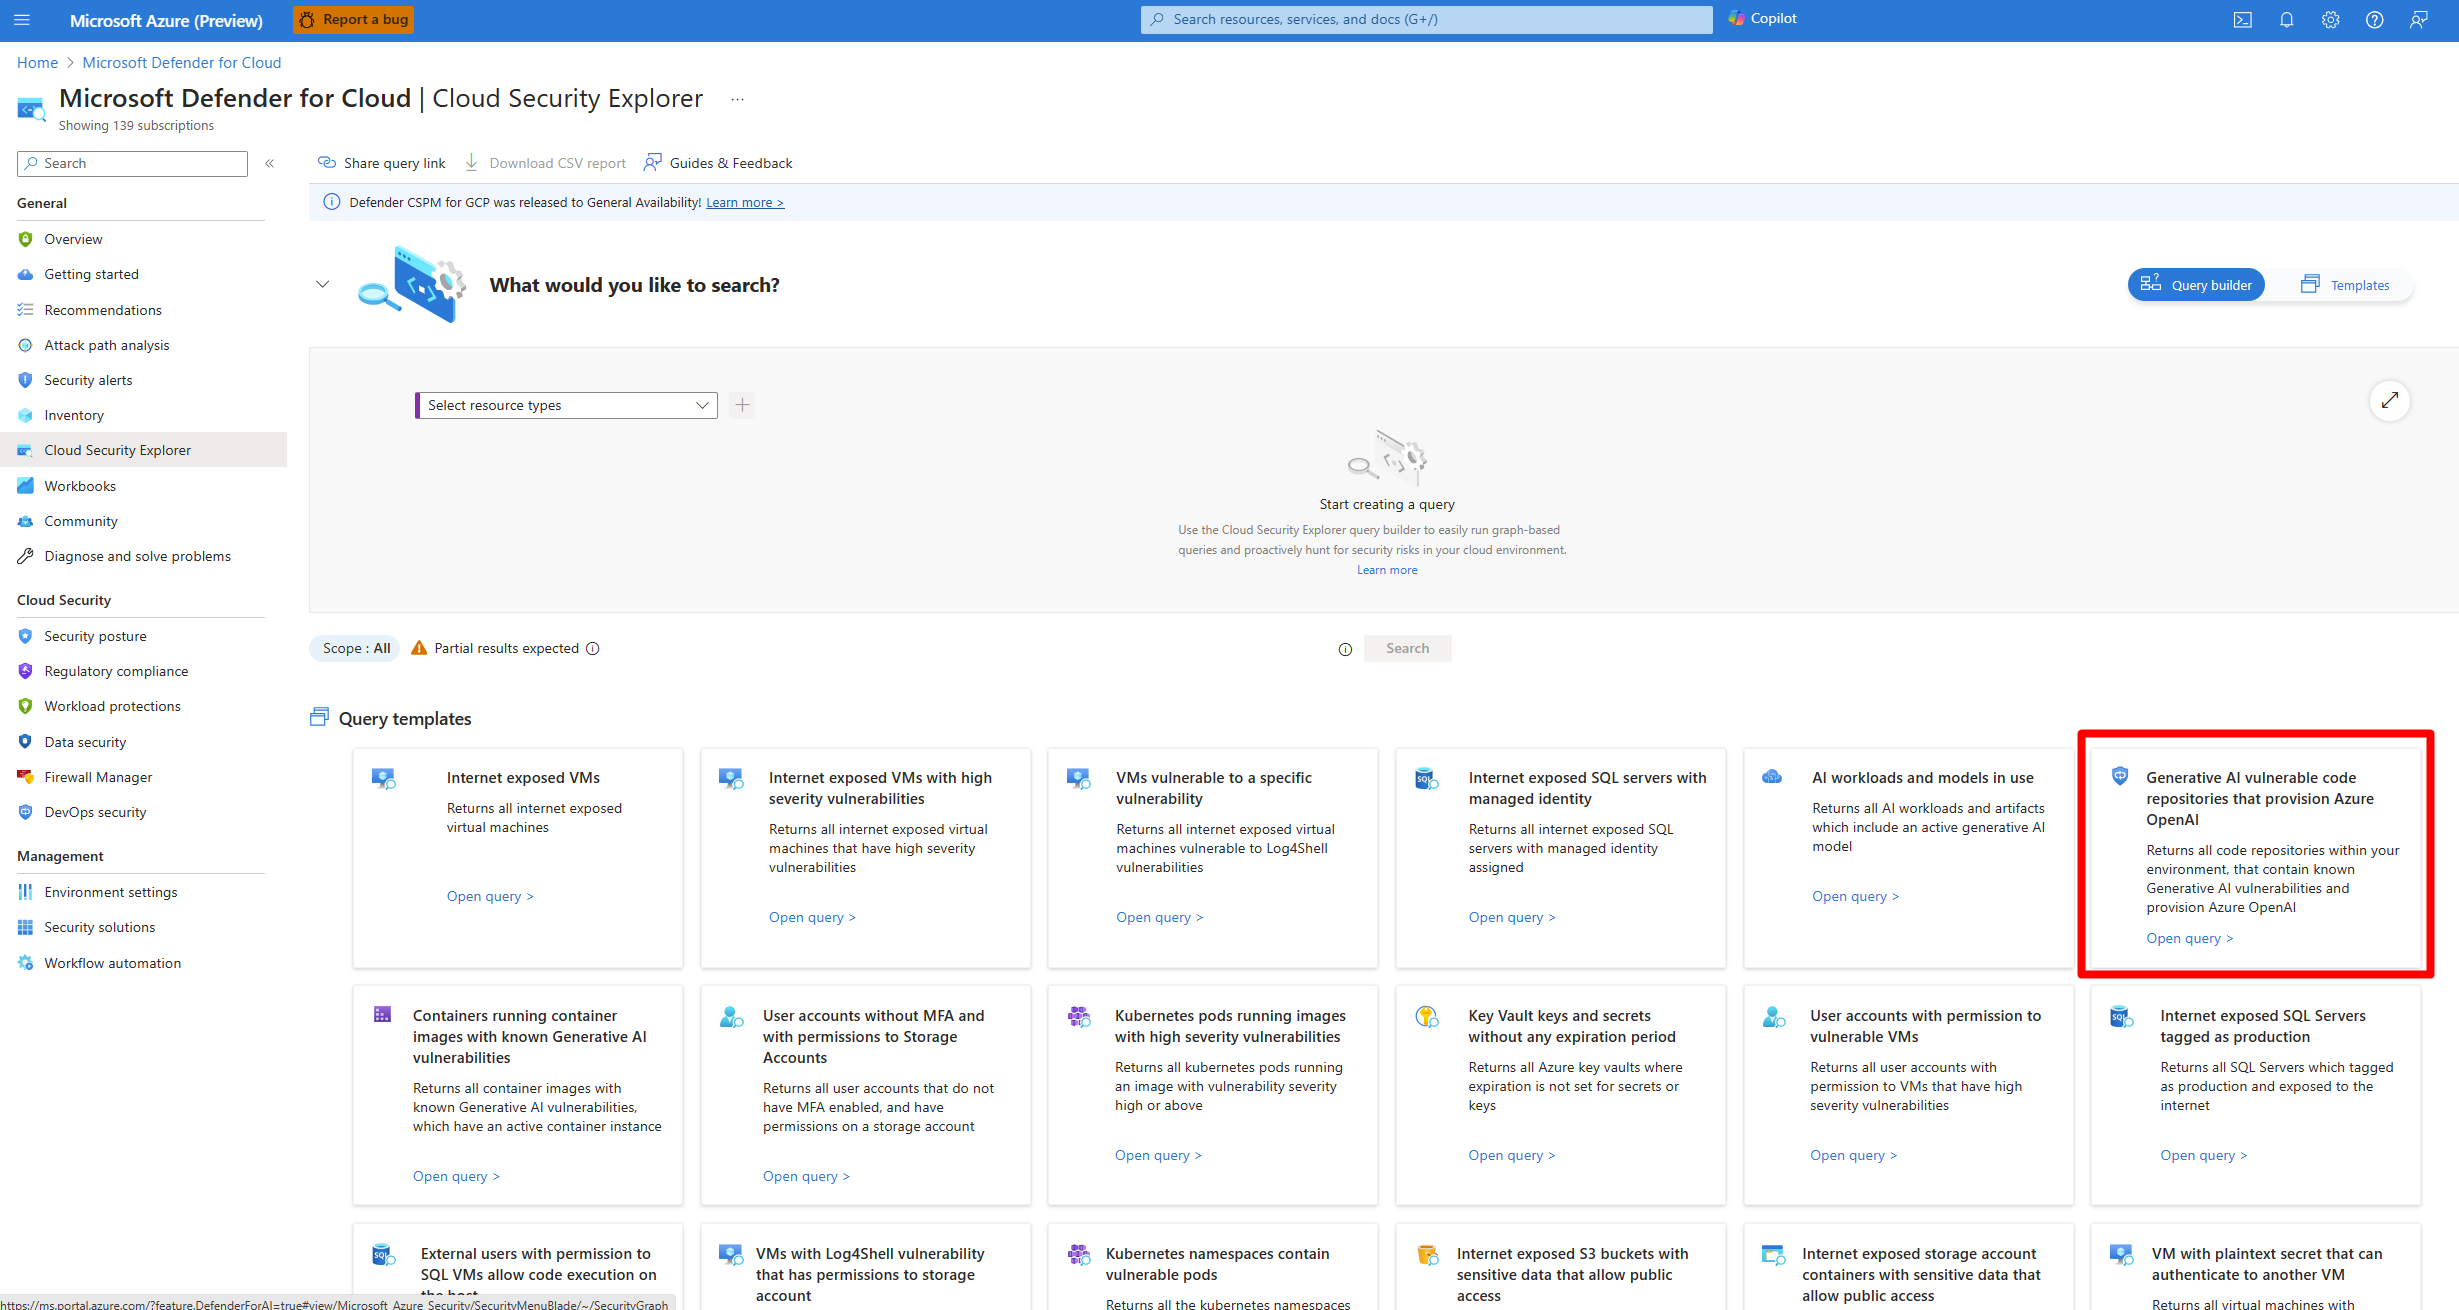 Microsoft Azure (Preview)
Report a bug
Search resources, services, and docs (G+/)
Copilot
Home > Microsoft Defender for Cloud
Microsoft Defender for Cloud | Cloud Security Explorer ...
Showing 139 subscriptions
Search
«
General
Overview
Getting started
Recommendations
Attack path analysis
Security alerts
Inventory
Cloud Security Explorer
Workbooks
Community
Diagnose and solve problems
Cloud Security
Security posture
Regulatory compliance
Workload protections
Data security
Firewall Manager
DevOps security
Management
Environment settings
Security solutions
Workflow automation
Share query link
Download CSV report
Guides & Feedback
Defender CSPM for GCP was released to General Availability! Learn more >
What would you like to search?
Query builder
Templates
Select resource types
Start creating a query
Use the Cloud Security Explorer query builder to easily run graph-based
queries and proactively hunt for security risks in your cloud environment.
Learn more
Scope : All
Partial results expected
Search
Query templates
Internet exposed VMs
Returns all internet exposed
virtual machines
Open query >
Internet exposed VMs with high
severity vulnerabilities
Returns all internet exposed virtual
machines that have high severity
vulnerabilities
Open query >
VMs vulnerable to a specific
vulnerability
Returns all internet exposed virtual
machines vulnerable to Log4Shell
vulnerabilities
Open query >
Internet exposed SQL servers with
managed identity
Returns all internet exposed SQL
servers with managed identity
assigned
Open query >
AI workloads and models in use
Returns all AI workloads and artifacts
which include an active generative AI
model
Open query >
Generative AI vulnerable code
repositories that provision Azure
OpenAI
Returns all code repositories within your
environment, that contain known
Generative AI vulnerabilities and
provision Azure OpenAI
Open query >
Containers running container
images with known Generative AI
vulnerabilities
Returns all container images with
known Generative AI vulnerabilities,
which have an active container instance
Open query >
User accounts without MFA and
with permissions to Storage
Accounts
Returns all user accounts that do not
have MFA enabled, and have
permissions on a storage account
Open query >
Kubernetes pods running images
with high severity vulnerabilities
Returns all kubernetes pods running
an image with vulnerability severity
high or above
Open query >
Key Vault keys and secrets
without any expiration period
Returns all Azure key vaults where
expiration is not set for secrets or
keys
Open query >
User accounts with permission to
vulnerable VMs
Returns all user accounts with
permission to VMs that have high
severity vulnerabilities
Open query >
Internet exposed SQL Servers
tagged as production
Returns all SQL Servers which tagged
as production and exposed to the
internet
Open query >
External users with permission to
SQL VMs allow code execution on
the host
VMs with Log4Shell vulnerability
that has permissions to storage
account
Kubernetes namespaces contain
vulnerable pods
Returns all the kubernetes namespaces
Internet exposed S3 buckets with
sensitive data that allow public
access
Internet exposed storage account
containers with sensitive data that
allow public access
VM with plaintext secret that can
authenticate to another VM
Returns all virtual machines with
https://ms.portal.azure.com/?feature.DefenderForAI=true#view/Microsoft_Azure_Security/SecurityMenuBlade/~/SecurityGraph